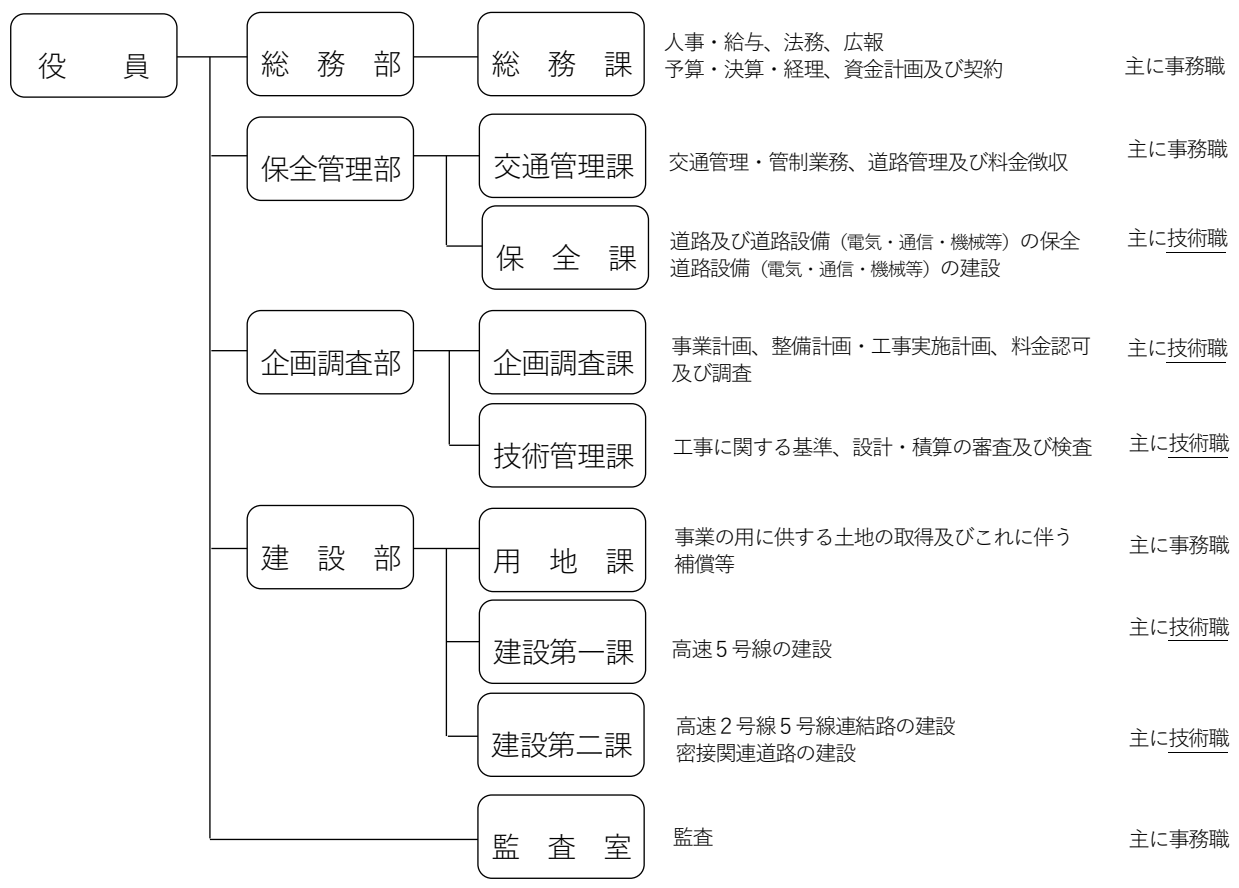 役員
総務部
総務課
人事・給与、法務、広報
予算・決算・経理、資金計画及び契約
主に事務職
保全管理部
交通管理課
交通管理・管制業務、道路管理及び料金徴収
主に事務職
保全課
道路及び道路設備（電気・通信・機械等）の保全
道路設備（電気・通信・機械等）の建設
主に技術職
企画調査部
企画調査課
事業計画、整備計画・工事実施計画、料金認可
及び調査
主に技術職
技術管理課
工事に関する基準、設計・積算の審査及び検査
主に技術職
建設部
用地課
事業の用に供する土地の取得及びこれに伴う
補償等
主に事務職
建設第一課
高速５号線の建設
主に技術職
建設第二課
高速２号線５号線連結路の建設
密接関連道路の建設
主に技術職
監査室
監査
主に事務職